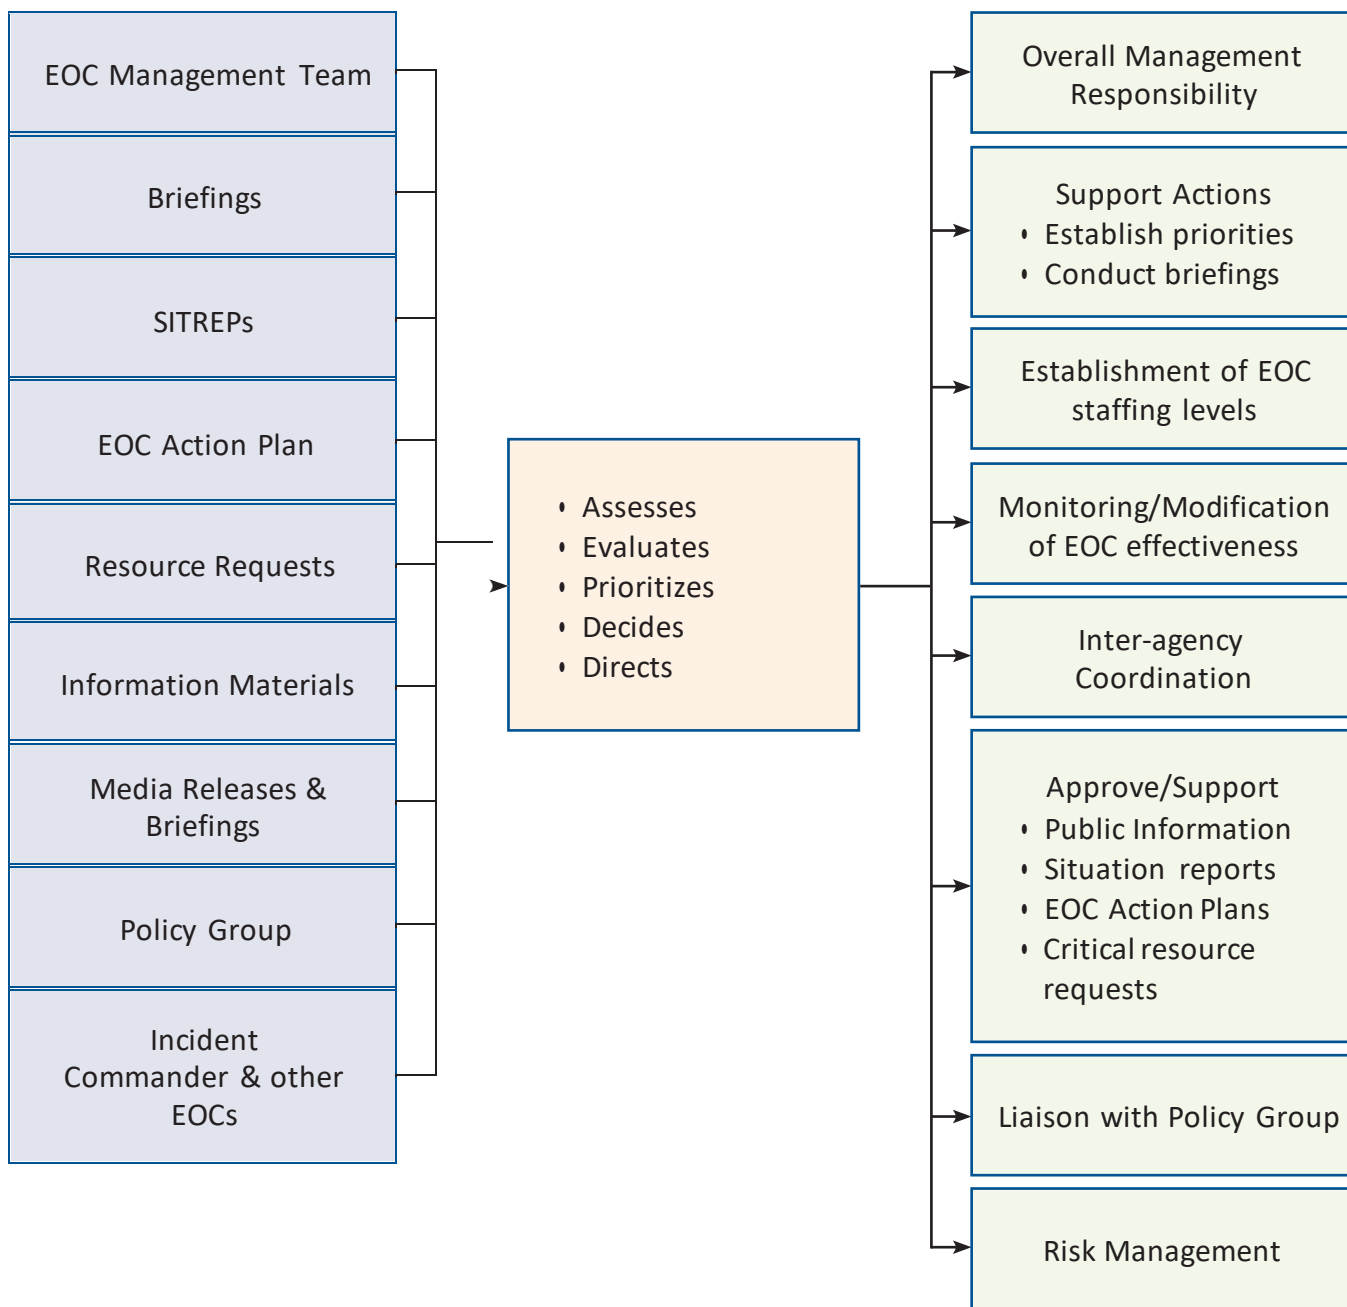 EOC Management Team
Briefings
SITREPs
EOC Action Plan
Resource Requests
Information Materials
Media Releases &
Briefings
Policy Group
Incident
Commander & other
EOCs
• Assesses
• Evaluates
• Prioritizes
• Decides
• Directs
Overall Management
Responsibility
Support Actions
• Establish priorities
• Conduct briefings
Establishment of EOC
staffing levels
Monitoring/Modification
of EOC effectiveness
Inter-agency
Coordination
Approve/Support
• Public Information
• Situation reports
• EOC Action Plans
• Critical resource
requests
Liaison with Policy Group
Risk Management